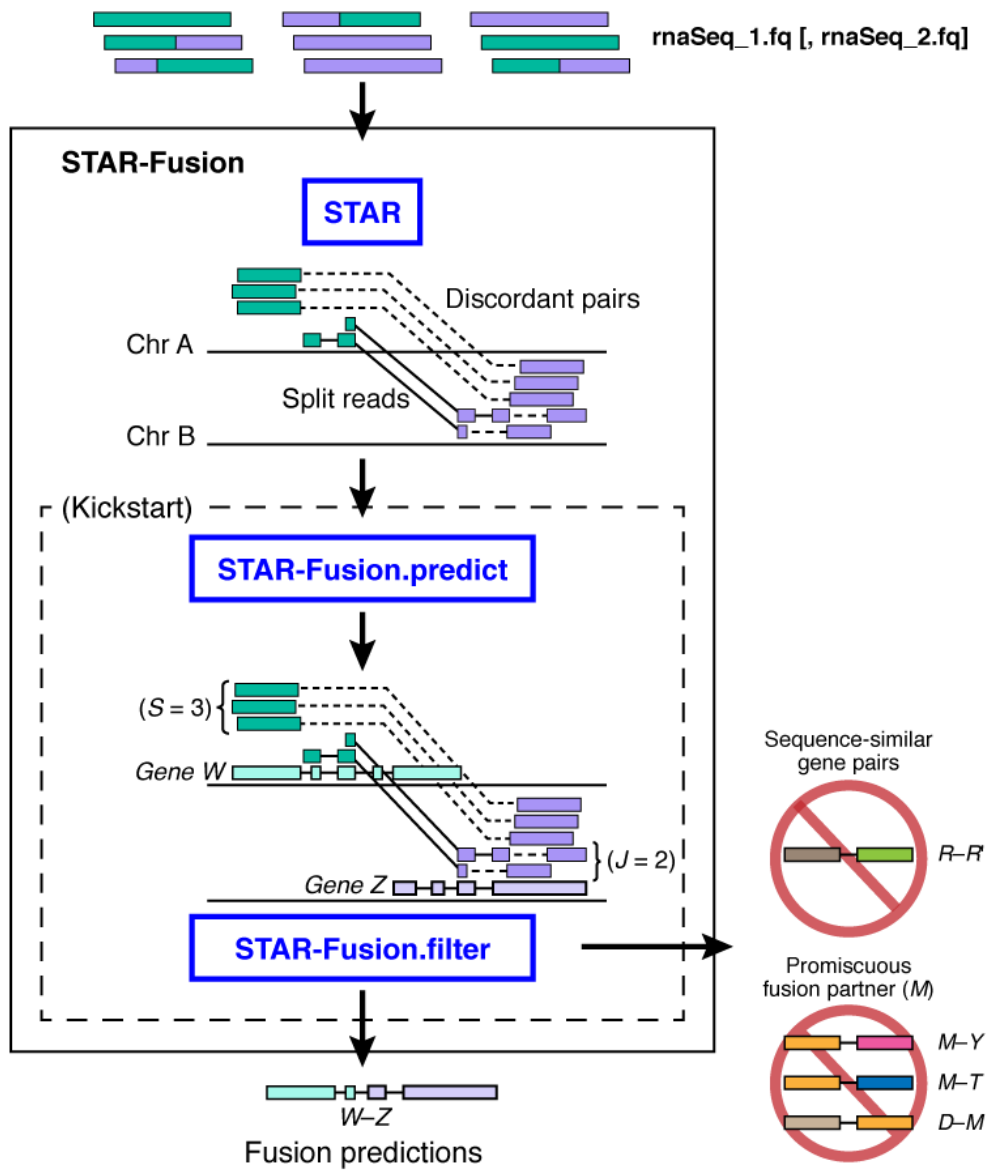 rnaSeq_1.fq [, rnaSeq_2.fq]
STAR-Fusion
STAR
Discordant pairs
Chr A
Split reads
Chr B
(Kickstart)
STAR-Fusion.predict
(S = 3)
Gene W
(J = 2)
Gene Z
STAR-Fusion.filter
W–Z
Fusion predictions
Sequence-similar
gene pairs
R–R'
Promiscuous
fusion partner (M)
M–Y
M–T
D–M